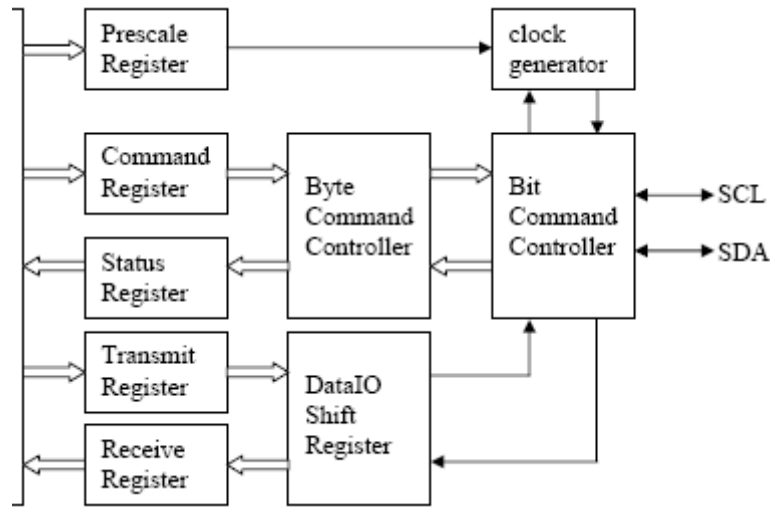 Prescale
Register
clock
generator
Command
Register
Byte
Command
Controller
Bit
Command
Controller
SCL
SDA
Status
Register
Transmit
Register
DataIO
Shift
Register
Receive
Register